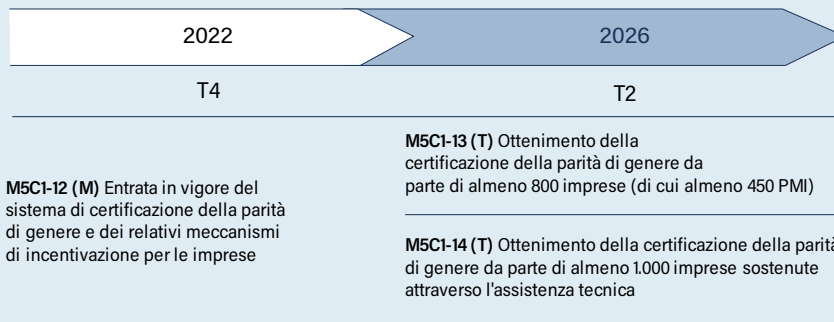 2022
2026
T4
T2
M5C1-12 (M) Entrata in vigore del
sistema di certificazione della parità
di genere e dei relativi meccanismi
di incentivazione per le imprese
M5C1-13 (T) Ottenimento della
certificazione della parità di genere da
parte di almeno 800 imprese (di cui almeno 450 PMI)
M5C1-14 (T) Ottenimento della certificazione della parità
di genere da parte di almeno 1.000 imprese sostenute
attraverso l'assistenza tecnica